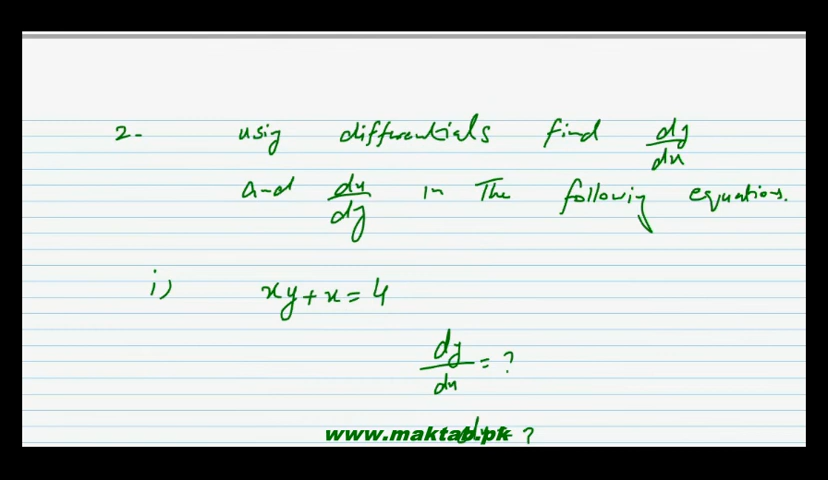 2- using differentials find dy/dx
and dx/dy in The following equations.
i) xy + x = 4
dy/dx = ?
www.maktab.pk